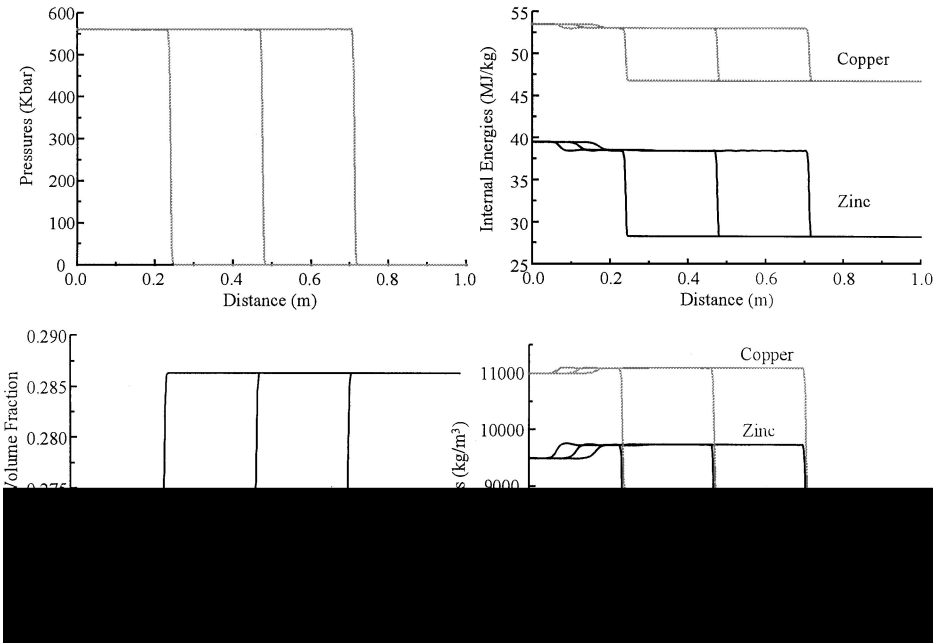 600
500
400
300
200
100
0
Pressures (Kbar)
0.0 0.2 0.4 0.6 0.8 1.0
Distance (m)
55
50
45
40
35
30
25
Internal Energies (MJ/kg)
Copper
Zinc
0.0 0.2 0.4 0.6 0.8 1.0
Distance (m)
0.290
0.285
0.280
Volume Fraction
11000
10000
9000
(kg/m³)
Copper
Zinc